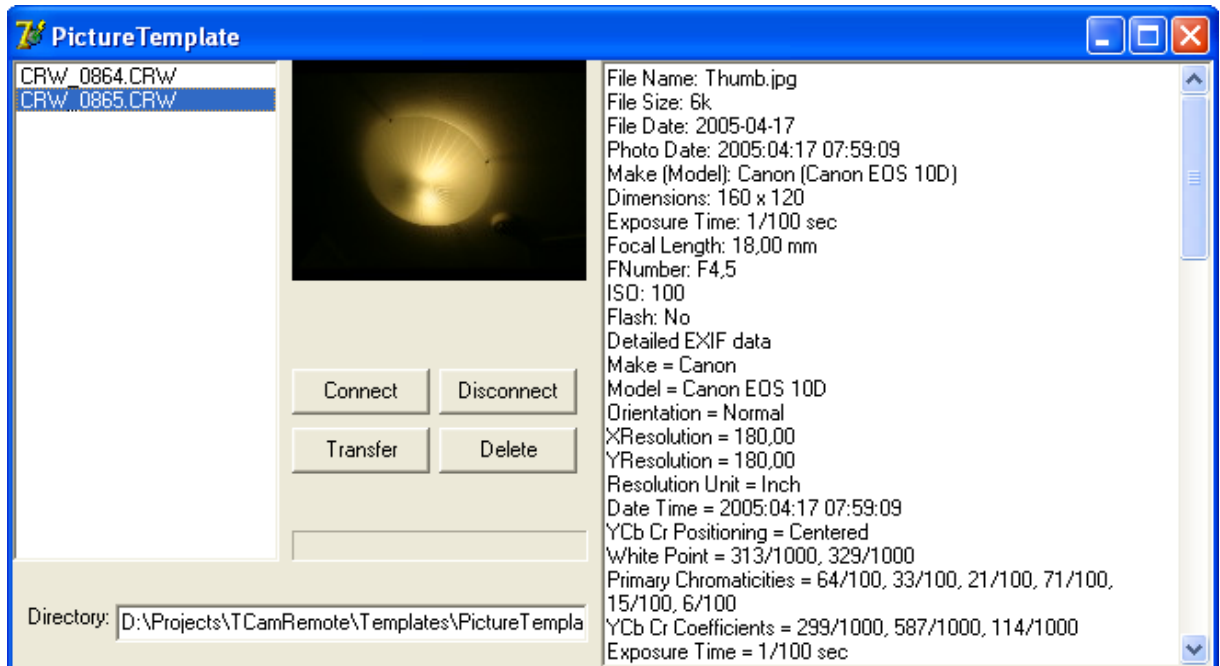 PictureTemplate
CRW_0864.CRW
CRW_0865.CRW
Connect
Disconnect
Transfer
Delete
Directory:
D:\Projects\TCamRemote\Templates\PictureTempla
File Name: Thumb.jpg
File Size: 6k
File Date: 2005-04-17
Photo Date: 2005:04:17 07:59:09
Make (Model): Canon (Canon EOS 10D)
Dimensions: 160 x 120
Exposure Time: 1/100 sec
Focal Length: 18,00 mm
FNumber: F4,5
ISO: 100
Flash: No
Detailed EXIF data
Make = Canon
Model = Canon EOS 10D
Orientation = Normal
XResolution = 180,00
YResolution = 180,00
Resolution Unit = Inch
Date Time = 2005:04:17 07:59:09
YCb Cr Positioning = Centered
White Point = 313/1000, 329/1000
Primary Chromaticities = 64/100, 33/100, 21/100, 71/100,
15/100, 6/100
YCb Cr Coefficients = 299/1000, 587/1000, 114/1000
Exposure Time = 1/100 sec